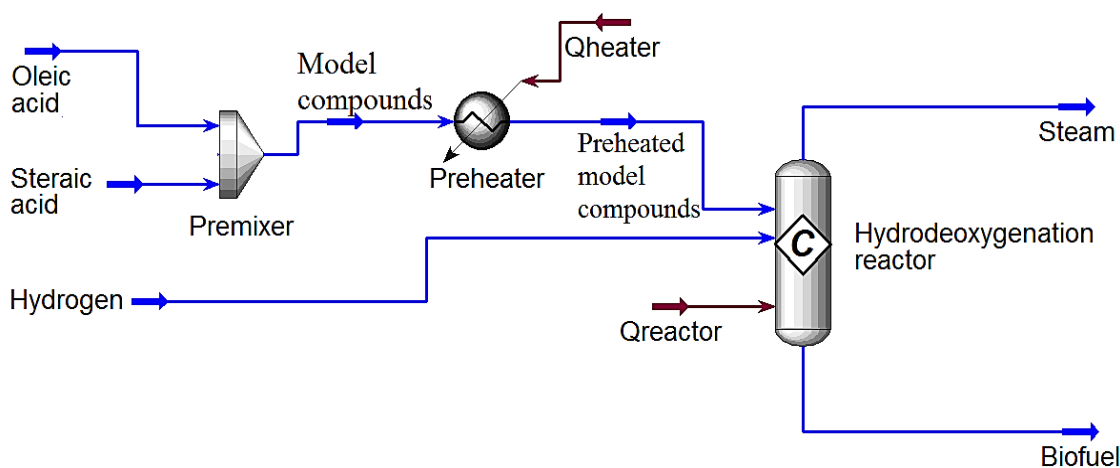 Oleic
acid
Steraic
acid
Premixer
Model
compounds
Qheater
Preheater
Preheated
model
compounds
Hydrogen
Qreactor
C
Hydrodeoxygenation
reactor
Steam
Biofuel